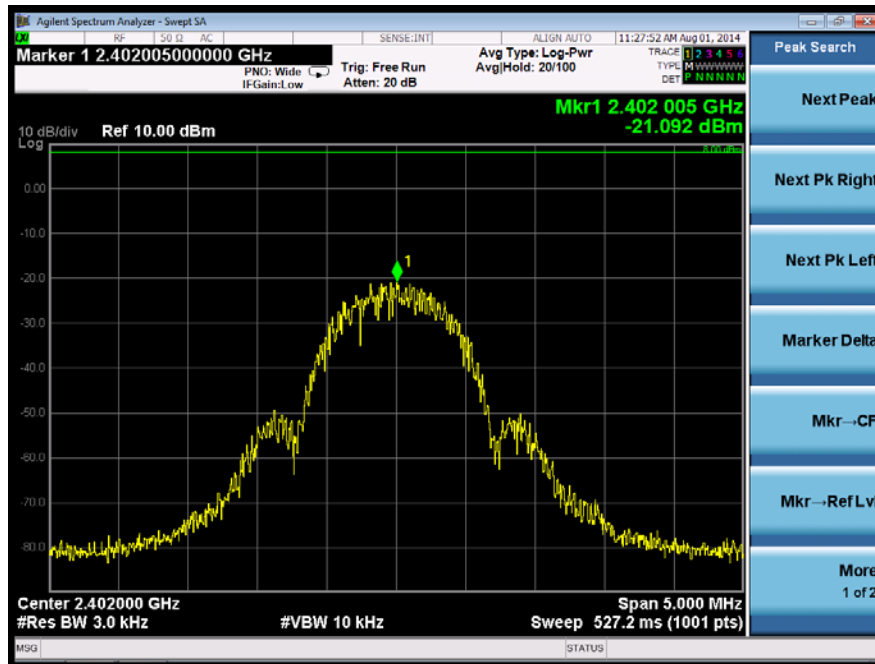 Agilent Spectrum Analyzer - Swept SA
RF 50 Ω AC SENSE:INT ALIGN AUTO 11:27:52 AM Aug 01, 2014
Marker 1 2.402005000000 GHz
PNO: Wide
IFGain:Low
Trig: Free Run
Atten: 20 dB
Avg Type: Log-Pwr
Avg|Hold: 20/100
TRACE 1 2 3 4 5 6
TYPE M WWWWW
DET P N N N N N
Mkr1 2.402 005 GHz
-21.092 dBm
10 dB/div Ref 10.00 dBm
Log
8.00 dBm
0.00
-10.0
1
-20.0
-30.0
-40.0
-50.0
-60.0
-70.0
-80.0
Center 2.402000 GHz Span 5.000 MHz
#Res BW 3.0 kHz #VBW 10 kHz Sweep 527.2 ms (1001 pts)
MSG STATUS
Peak Search
Next Peak
Next Pk Right
Next Pk Left
Marker Delta
Mkr→CF
Mkr→Ref Lvl
More
1 of 2